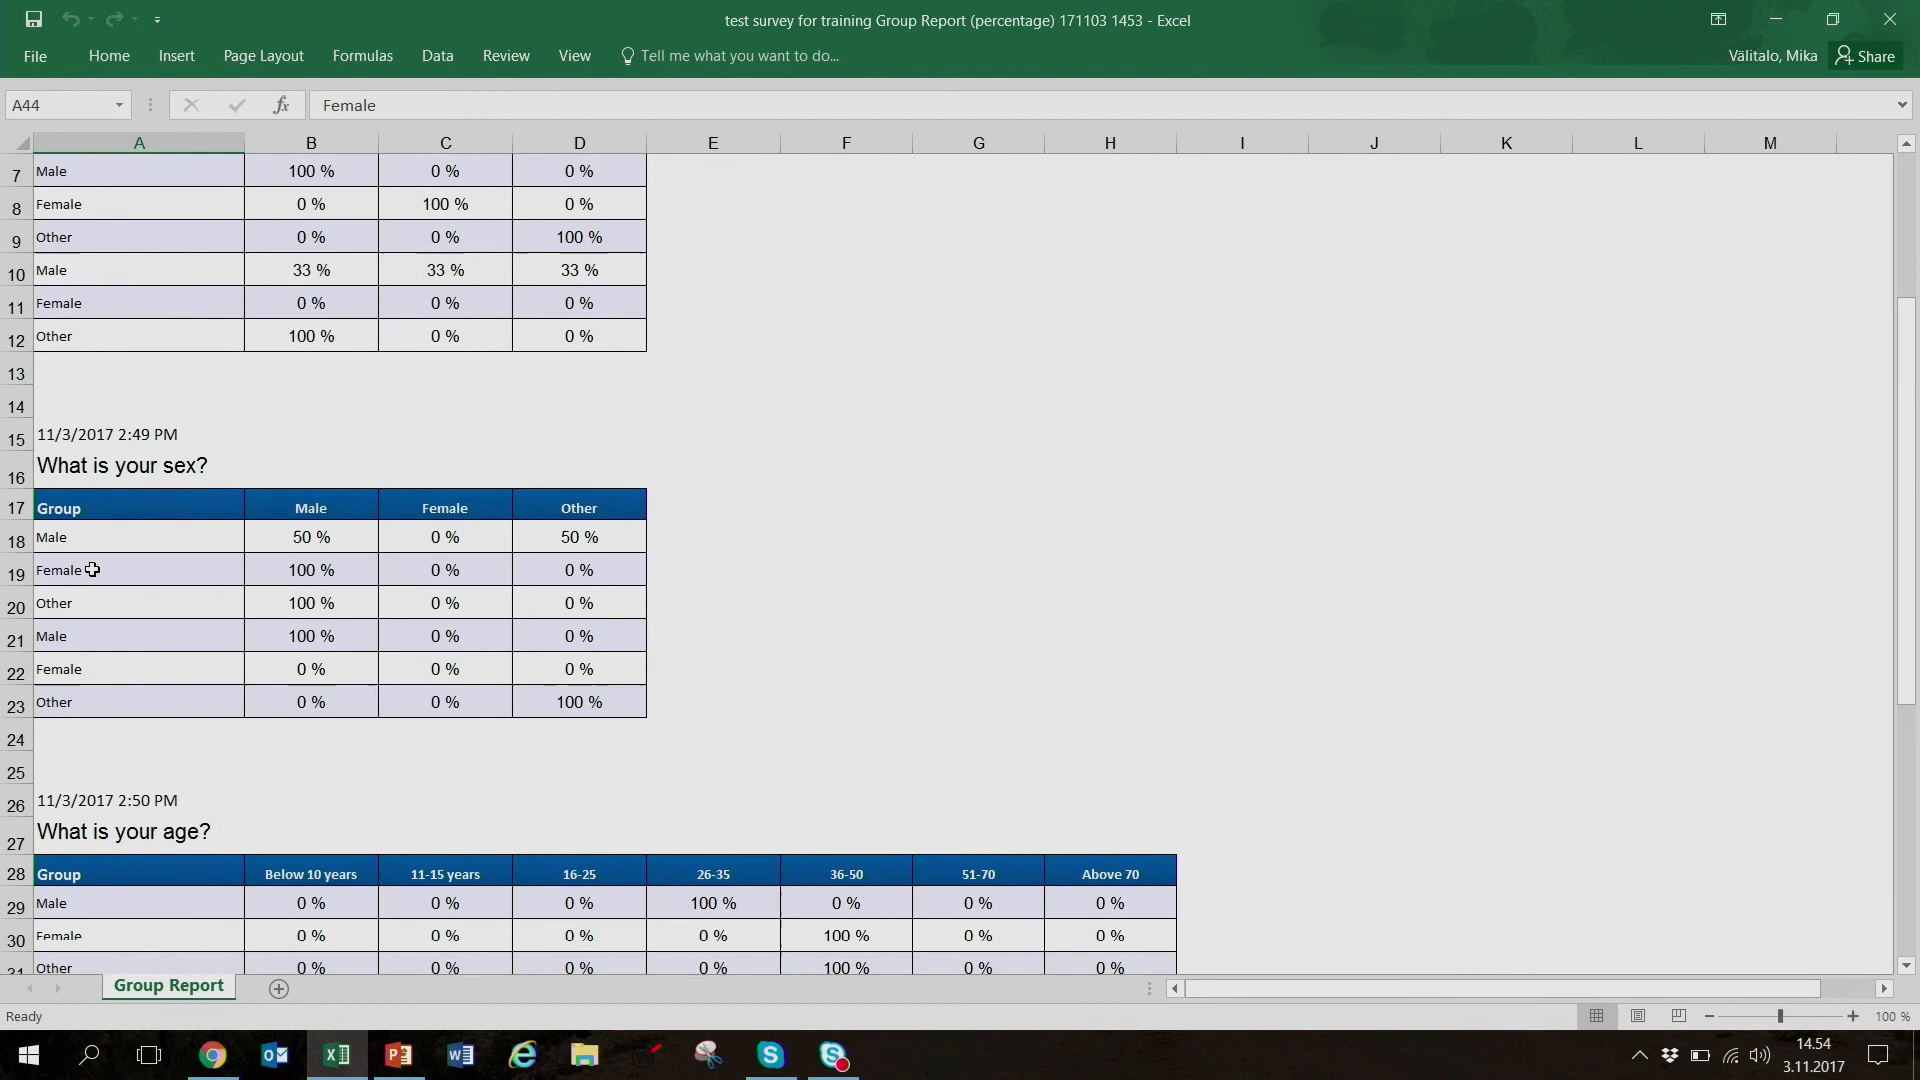 test survey for training Group Report (percentage) 171103 1453 - Excel
File Home Insert Page Layout Formulas Data Review View Tell me what you want to do... Välitalo, Mika Share
A44 fx Female
A B C D E F G H I J K L M
7 Male 100 % 0 % 0 %
8 Female 0 % 100 % 0 %
9 Other 0 % 0 % 100 %
10 Male 33 % 33 % 33 %
11 Female 0 % 0 % 0 %
12 Other 100 % 0 % 0 %
13
14
15 11/3/2017 2:49 PM
16 What is your sex?
17 Group Male Female Other
18 Male 50 % 0 % 50 %
19 Female 100 % 0 % 0 %
20 Other 100 % 0 % 0 %
21 Male 100 % 0 % 0 %
22 Female 0 % 0 % 0 %
23 Other 0 % 0 % 100 %
24
25
26 11/3/2017 2:50 PM
27 What is your age?
28 Group Below 10 years 11-15 years 16-25 26-35 36-50 51-70 Above 70
29 Male 0 % 0 % 0 % 100 % 0 % 0 % 0 %
30 Female 0 % 0 % 0 % 0 % 100 % 0 % 0 %
31 Other 0 % 0 % 0 % 0 % 100 % 0 % 0 %
Group Report
Ready 100 %
14.54
3.11.2017